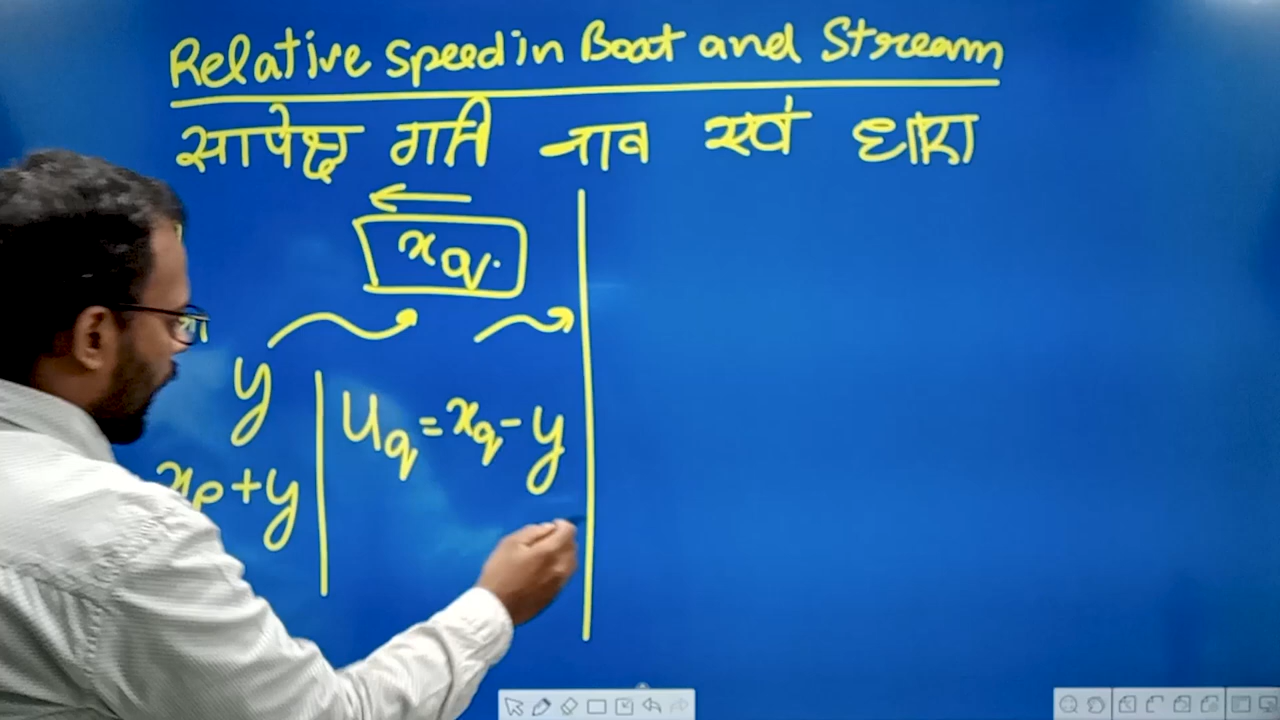 Relative speed in Boat and Stream
सापेक्ष गति नाव एवं धारा
xq
y
xp+y
uq=xq-y